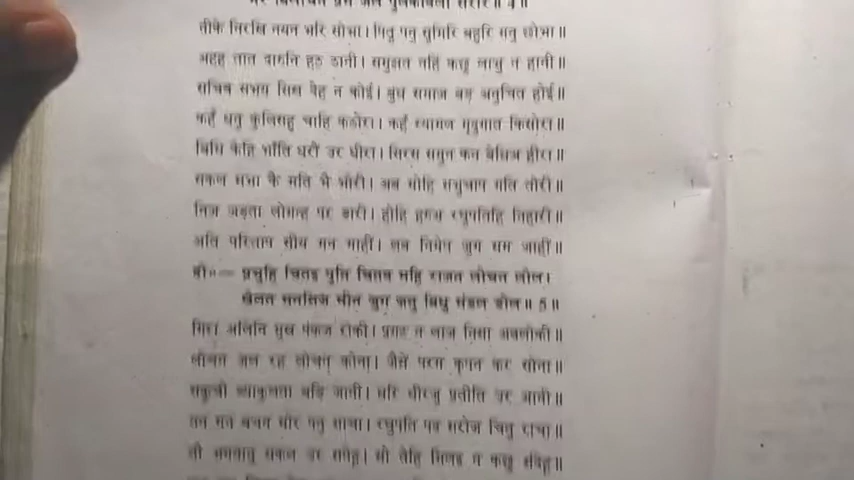 नीकें निरखि नयन भरि सोभा। पितु पनु सुमिरि बहुरि मनु छोभा॥
अहह तात दारुनि हठ ठानी। समुझत नहिं कछु लाभु न हानी॥
सचिव सभय सिख देइ न कोई। बुध समाज बड़ अनुचित होई॥
कहँ धनु कुलिसहु चाहि कठोरा। कहँ स्यामल मृदुगात किसोरा॥
बिधि केहि भाँति धरौं उर धीरा। सिरस सुमन कन बेधिअ हीरा॥
सकल सभा कै मति भै भोरी। अब मोहि संभुचाप गति तोरी॥
निज जड़ता लोगन्ह पर डारी। होहि हरुअ रघुपतिहि निहारी॥
अति परिताप सीय मन माहीं। लव निमेष जुग सम जाहीं॥
दो०— प्रभुहि चितइ पुनि चितव महि राजत लोचन लोल।
खेलत मनसिज मीन जुग जनु बिधु मंडल डोल॥ 5॥
गिरा अलिनि मुख पंकज रोकी। प्रगट न लाज निसा अवलोकी॥
लोचन जल रह लोचन कोना। जैसें परम कृपन कर सोना॥
सकुची ब्याकुलता बड़ि जानी। धरि धीरजु प्रतीति उर आनी॥
तन मन बचन मोर पनु साचा। रघुपति पद सरोज चितु राचा॥
तौ भगवानु सकल उर